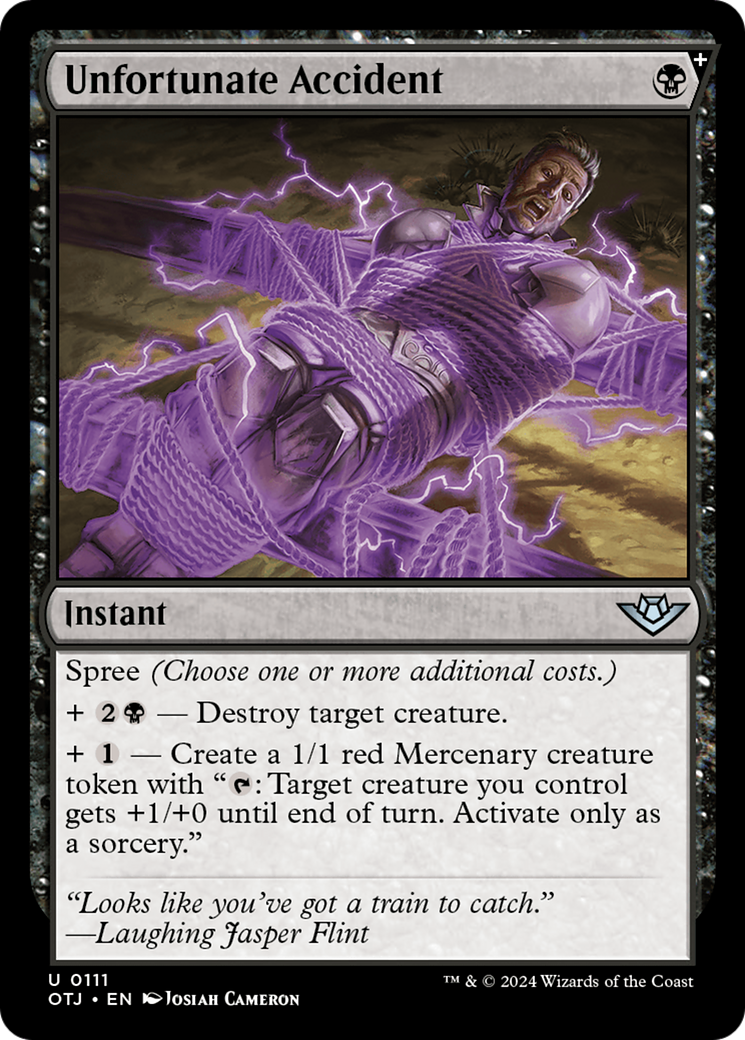 Unfortunate Accident
Instant
Spree (Choose one or more additional costs.)
+ 2 — Destroy target creature.
+ 1 — Create a 1/1 red Mercenary creature
token with “ : Target creature you control
gets +1/+0 until end of turn. Activate only as
a sorcery.”
“Looks like you’ve got a train to catch.”
—Laughing Jasper Flint
U 0111
OTJ • EN Josiah Cameron
™ & © 2024 Wizards of the Coast